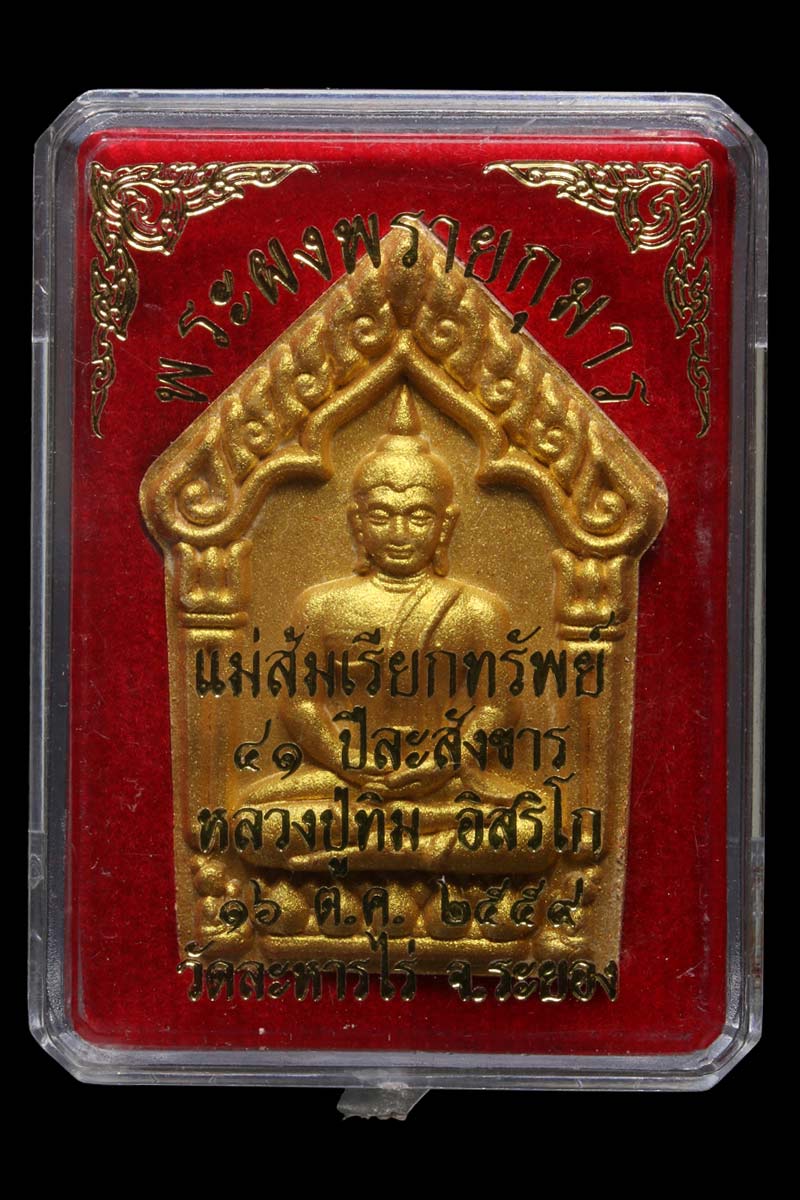 พระผงพรายกุมาร
แม่ส้มเรียกทรัพย์
๔๑ ปีละสังขาร
หลวงปู่ทิม อิสริโก
๑๖ ต.ค. ๒๕๕๙
วัดละหารไร่ จ.ระยอง